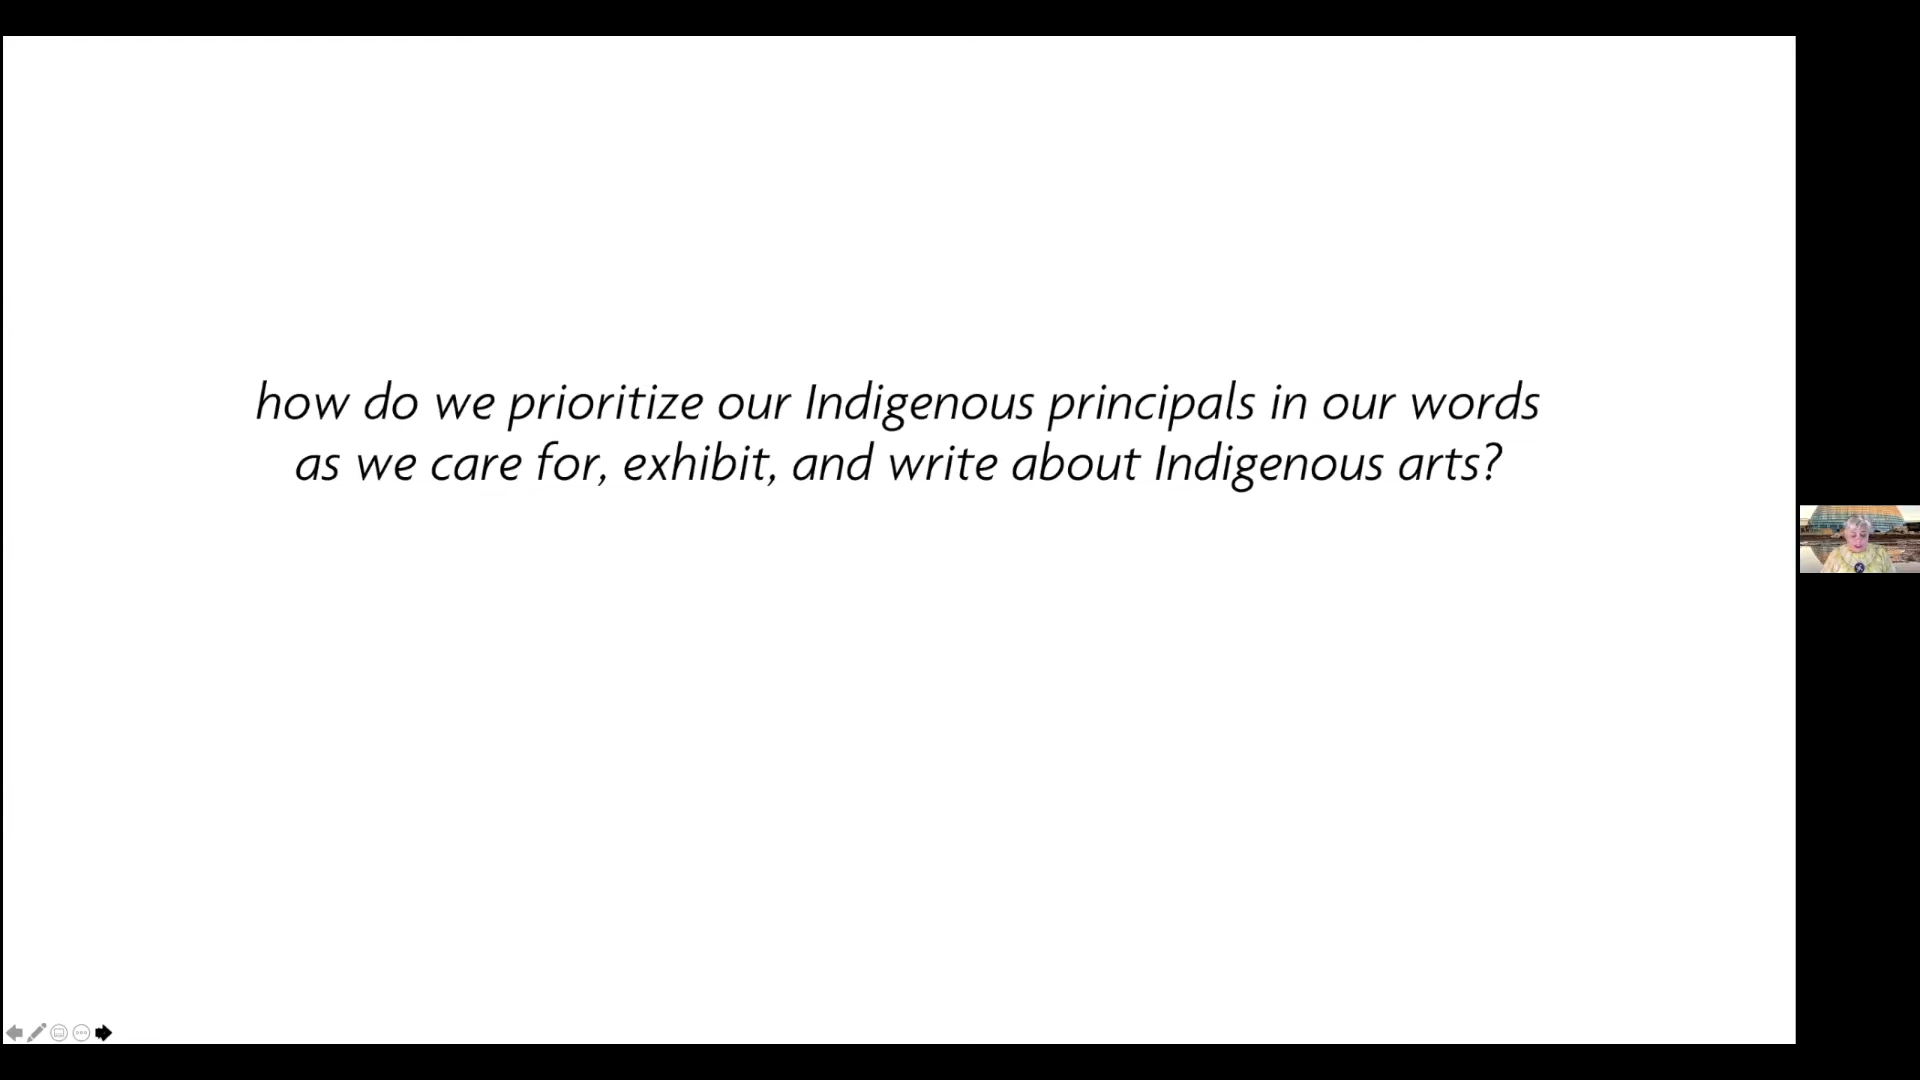 how do we prioritize our Indigenous principals in our words
as we care for, exhibit, and write about Indigenous arts?